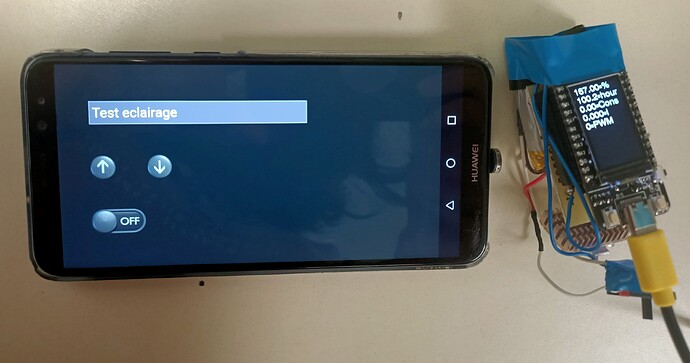 Test eclairage
OFF
HUAWEI
167.00=%
100.2=hour
0.00=Cons
0.000=I
0=PWM